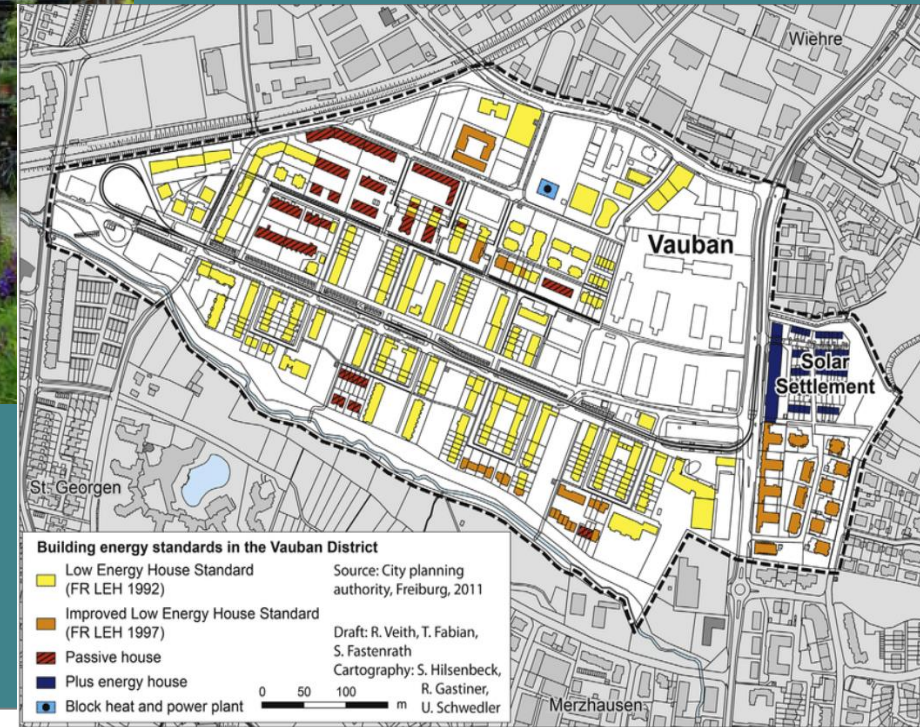 Wiehre
Vauban
Solar
Settlement
St. Georgen
Building energy standards in the Vauban District
Low Energy House Standard
(FR LEH 1992)
Improved Low Energy House Standard
(FR LEH 1997)
Passive house
Plus energy house
Block heat and power plant
Source: City planning
authority, Freiburg, 2011
Draft: R. Veith, T. Fabian,
S. Fastenrath
Cartography: S. Hilsenbeck,
R. Gastiner,
U. Schwedler
0 50 100 m
Merzhausen